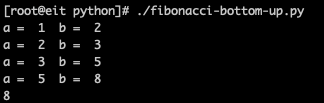 [root@eit python]# ./fibonacci-bottom-up.py
a =  1  b =  2
a =  2  b =  3
a =  3  b =  5
a =  5  b =  8
8